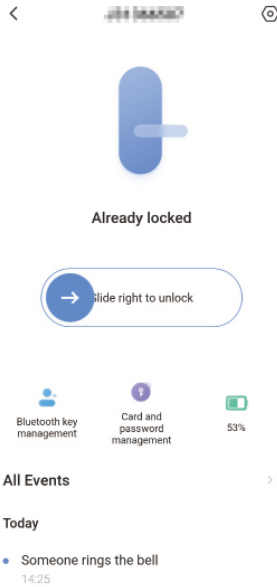 Already locked
Slide right to unlock
Bluetooth key
management
Card and
password
management
53%
All Events
Today
Someone rings the bell
14:25